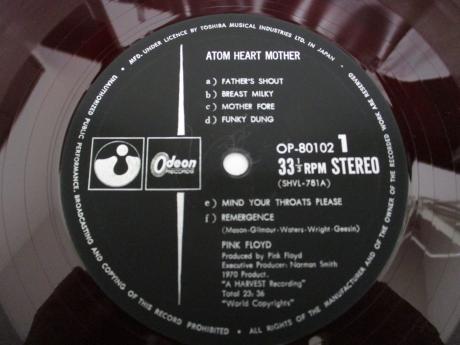 • MFD. UNDER LICENCE BY TOSHIBA MUSICAL INDUSTRIES LTD. IN JAPAN. •
ALL RIGHTS OF THE MANUFACTURER AND OF THE OWNER OF THE RECORDED WORK ARE RESERVED.
UNAUTHORIZED PUBLIC PERFORMANCE, BROADCASTING AND COPYING OF THIS RECORD PROHIBITED •
ATOM HEART MOTHER
a) FATHER'S SHOUT
b) BREAST MILKY
c) MOTHER FORE
d) FUNKY DUNG
Odeon
RECORDS
OP-80102 1
33 1/3 RPM STEREO
(SHVL-781A)
e) MIND YOUR THROATS PLEASE
f) REMERGENCE
(Mason-Gilmour-Waters-Wright-Geesin)
PINK FLOYD
Produced by Pink Floyd
Executive Producer: Norman Smith
1970 Product.
"A HARVEST Recording"
Total 23: 36
"World Copyrights"